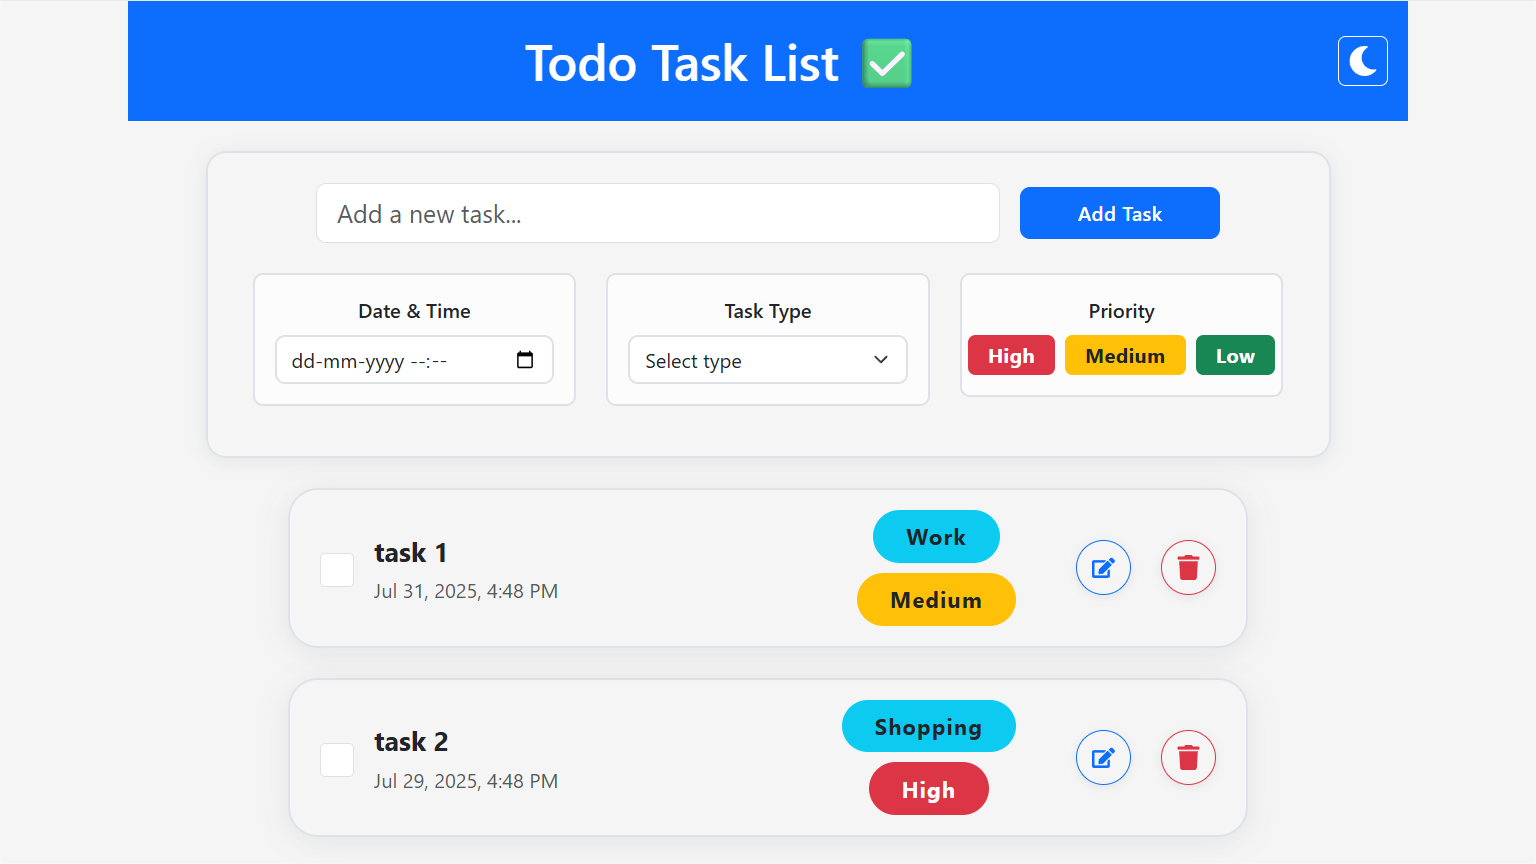 Todo Task List ✅
Add a new task...
Add Task
Date & Time
dd-mm-yyyy --:--
Task Type
Select type
Priority
High Medium Low
task 1
Jul 31, 2025, 4:48 PM
Work
Medium
task 2
Jul 29, 2025, 4:48 PM
Shopping
High